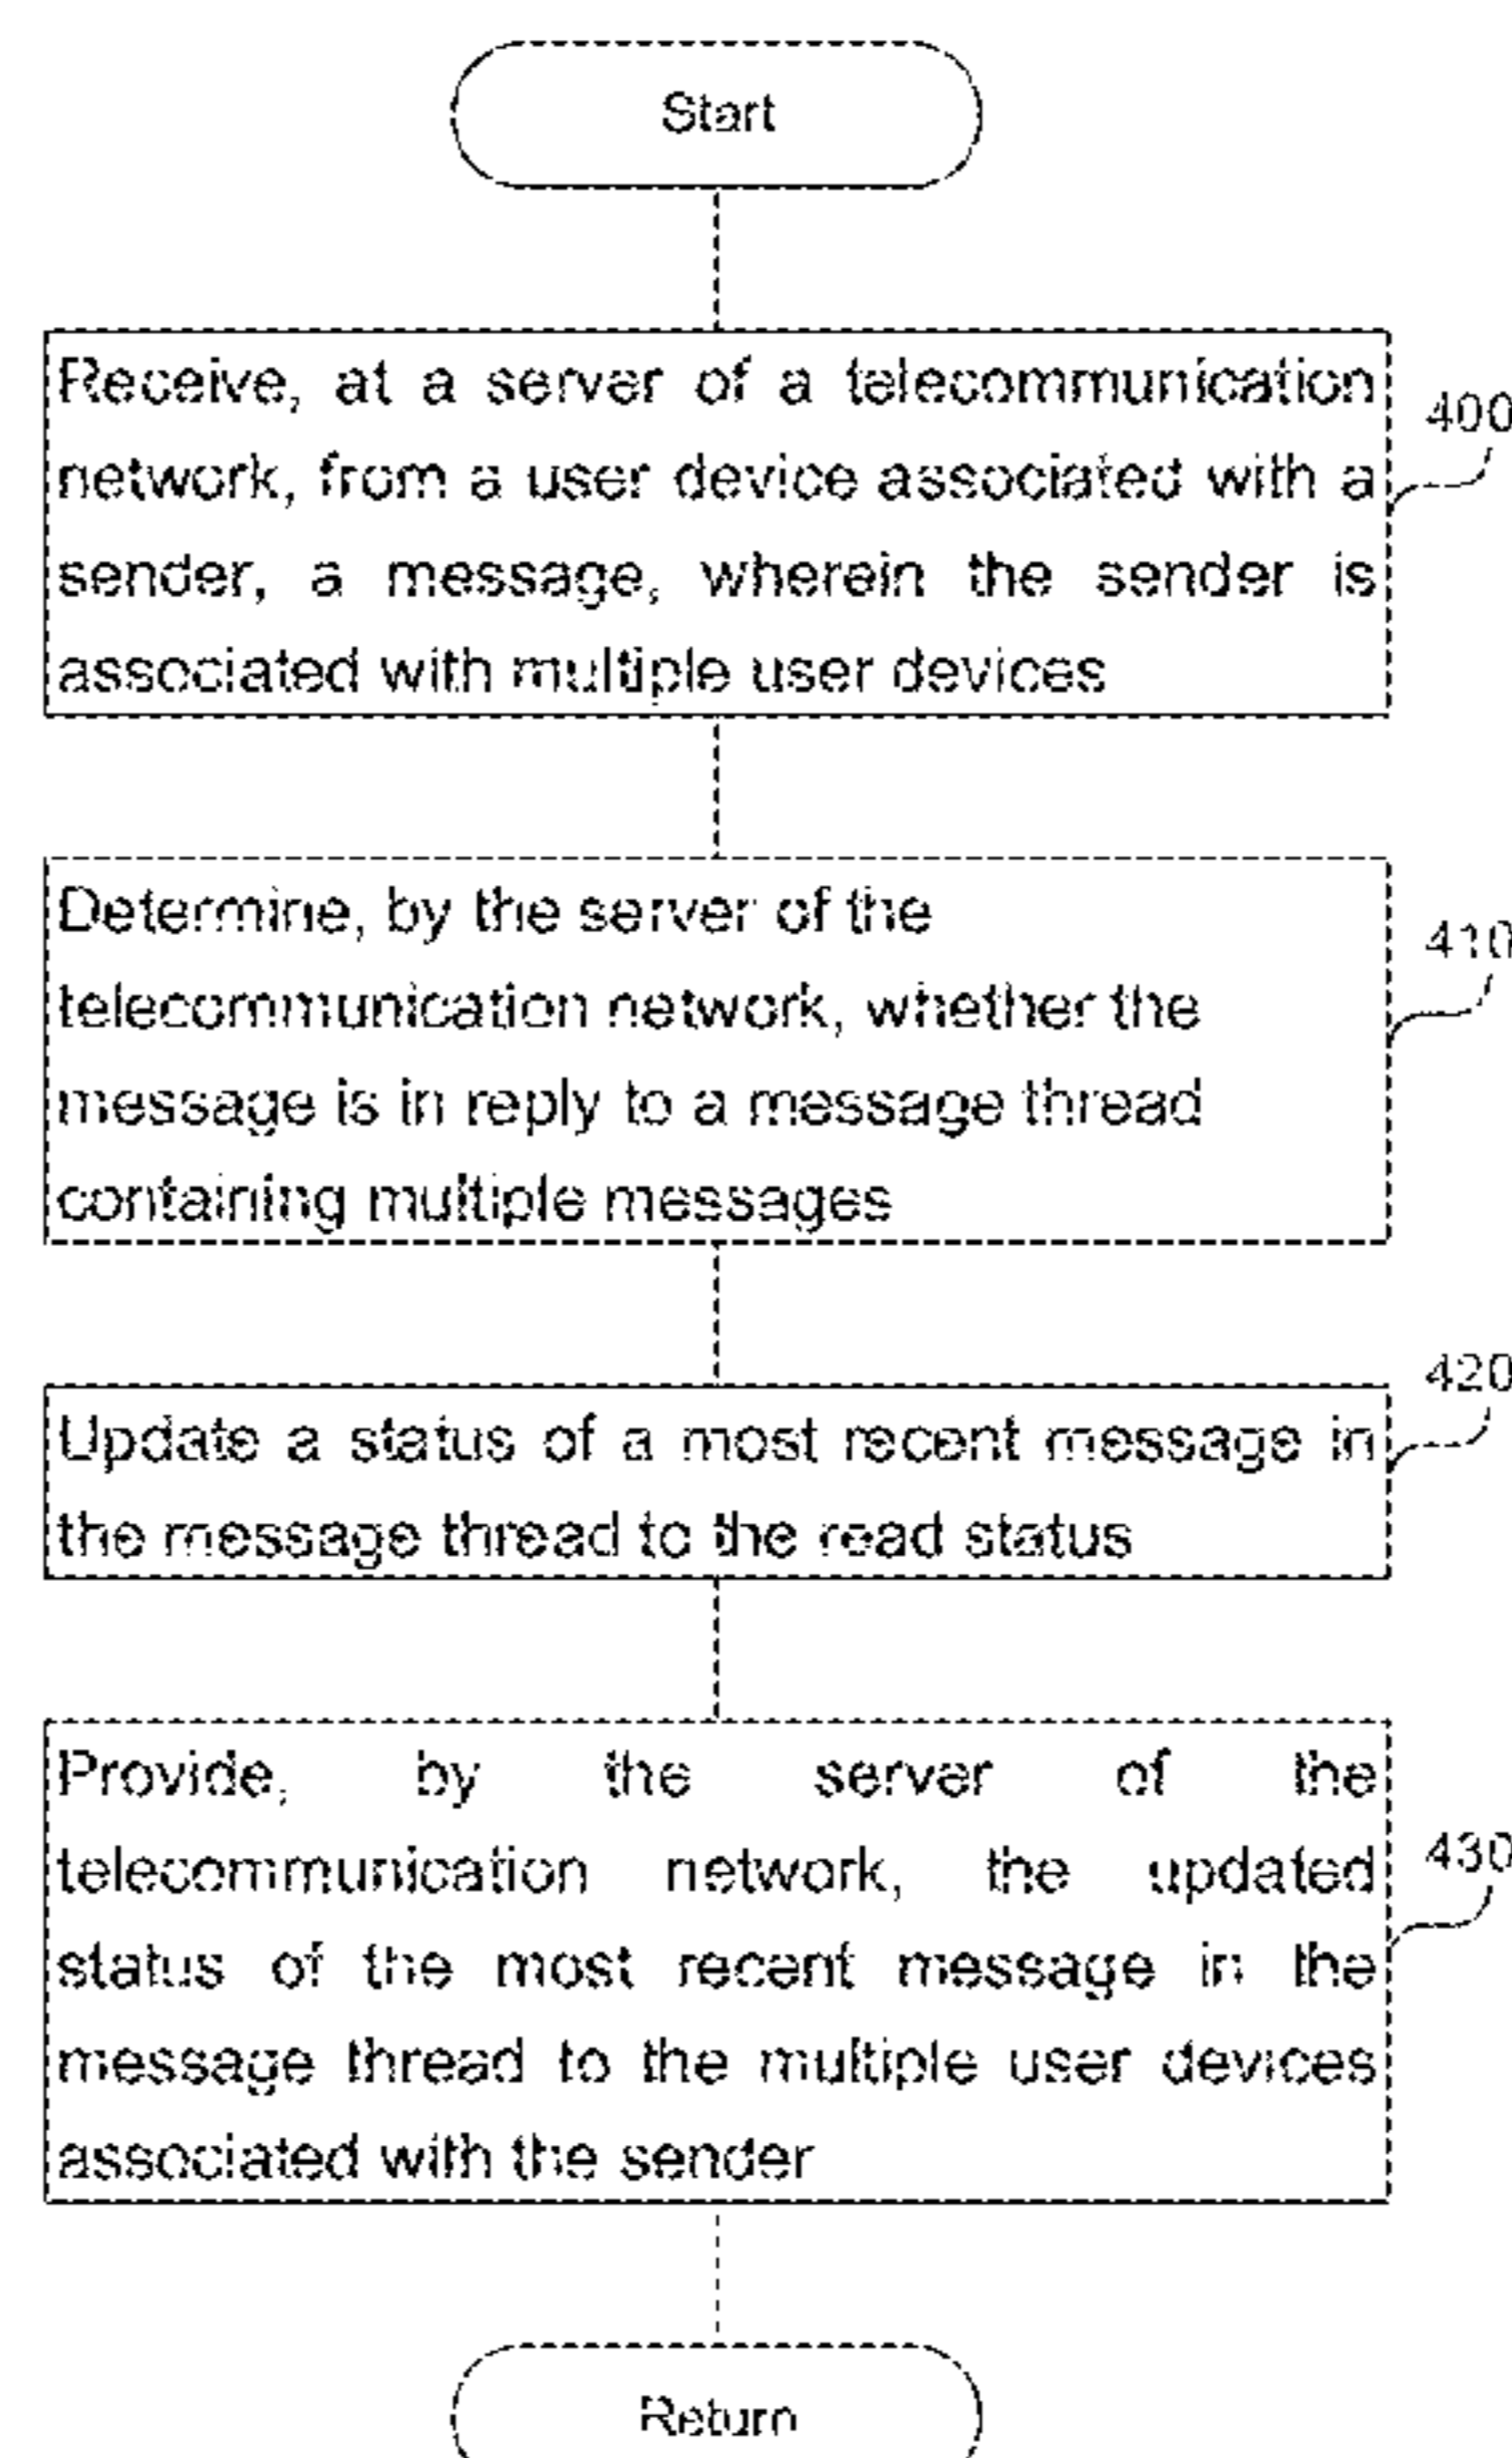 Start
Receive, at a server of a telecommunication
400
network, from a user device associated with a
sender, a message, wherein the sender is
associated with multiple user devices
Determine, by the server of the
410
telecommunication network, whether the
message is in reply to a message thread
containing multiple messages
420
Update a status of a most recent message in
the message thread to the read status
Provide, by the server of the
telecommunication network, the updated
430
status of the most recent message in the
message thread to the multiple user devices
associated with the sender
Return